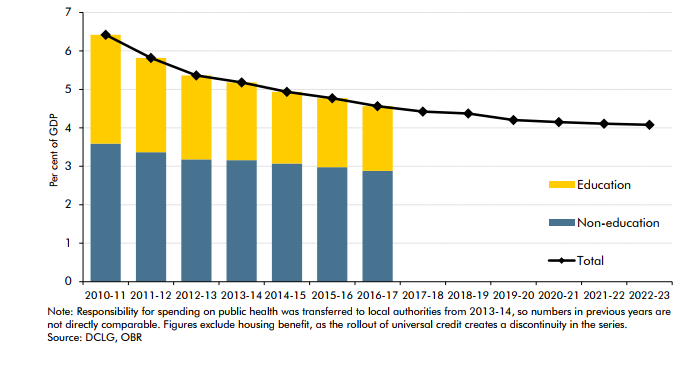 7
6
5
4
3
2
1
0
Per cent of GDP
Education
Non-education
Total
2010-11 2011-12 2012-13 2013-14 2014-15 2015-16 2016-17 2017-18 2018-19 2019-20 2020-21 2021-22 2022-23
Note: Responsibility for spending on public health was transferred to local authorities from 2013-14, so numbers in previous years are
not directly comparable. Figures exclude housing benefit, as the rollout of universal credit creates a discontinuity in the series.
Source: DCLG, OBR